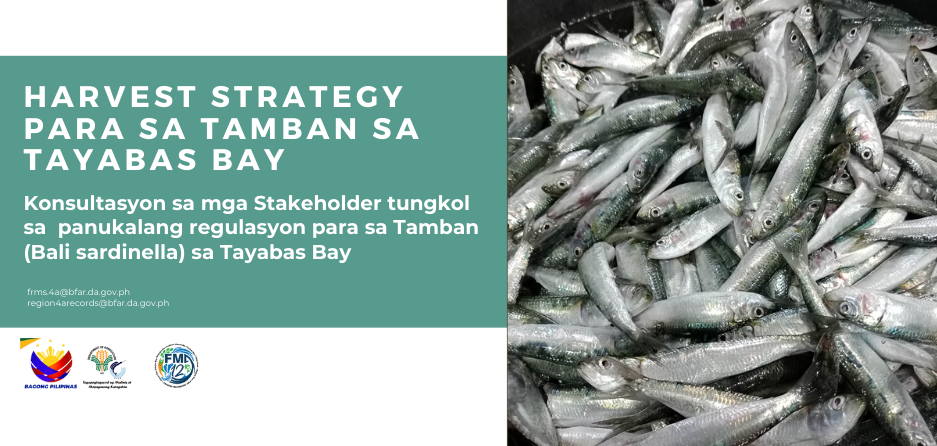 HARVEST STRATEGY
PARA SA TAMBAN SA
TAYABAS BAY
Konsultasyon sa mga Stakeholder tungkol
sa panukalang regulasyon para sa Tamban
(Bali sardinella) sa Tayabas Bay
frms.4a@bfar.da.gov.ph
region4arecords@bfar.da.gov.ph
BAGONG PILIPINAS
FMA
12